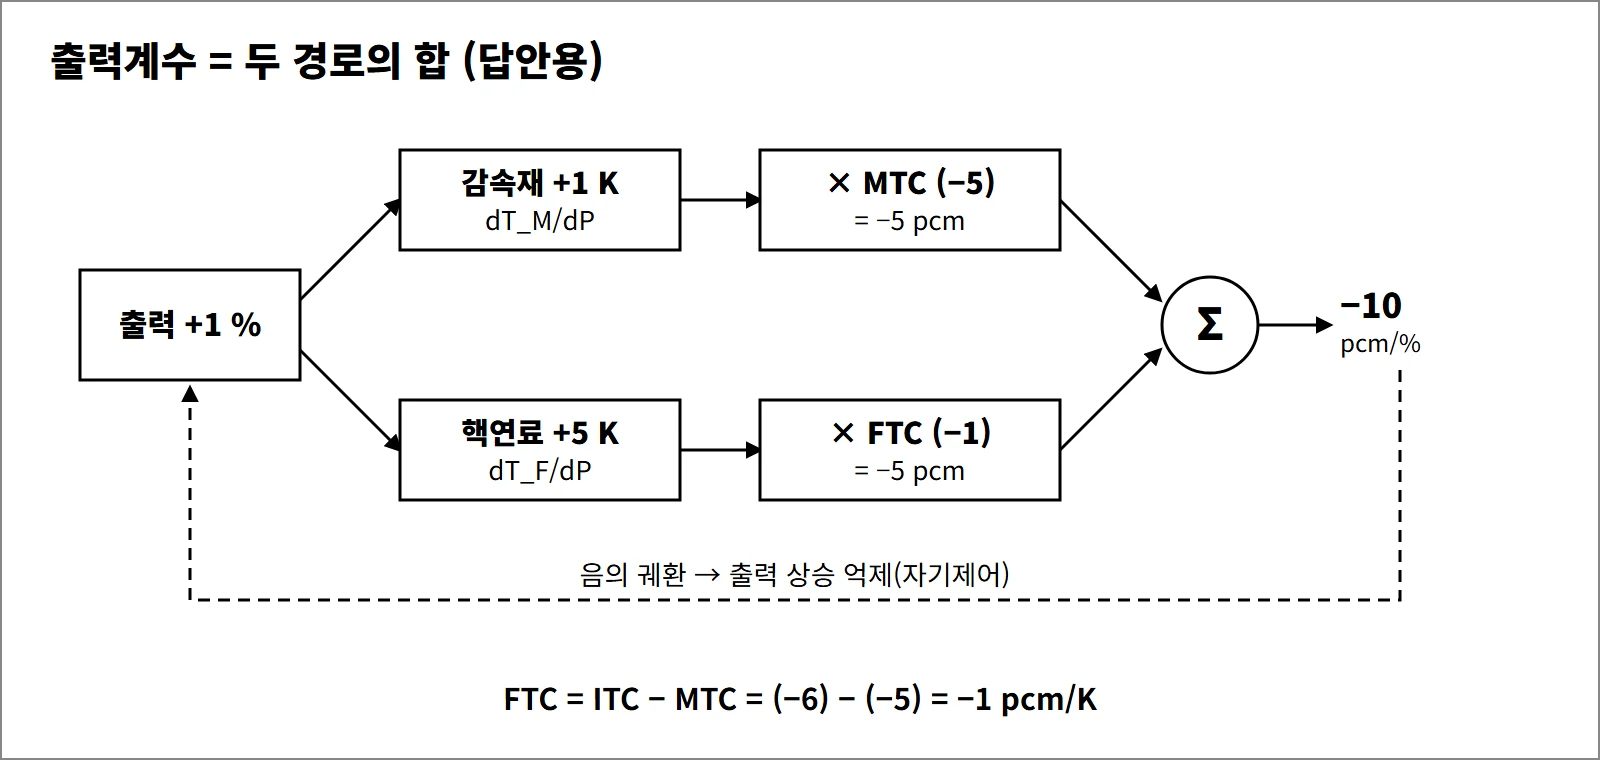 출력계수 = 두 경로의 합 (답안용)
감속재 +1 K
dT_M/dP
× MTC (−5)
= −5 pcm
출력 +1 %
Σ
−10
pcm/%
핵연료 +5 K
dT_F/dP
× FTC (−1)
= −5 pcm
음의 궤환 → 출력 상승 억제(자기제어)
FTC = ITC − MTC = (−6) − (−5) = −1 pcm/K